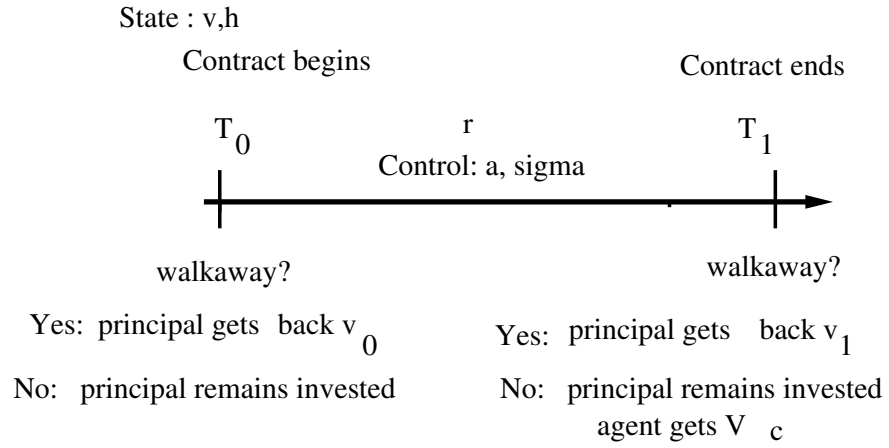 State : v,h
Contract begins
Contract ends
T0
r
T1
Control: a, sigma
walkaway?
walkaway?
Yes: principal gets back v0
Yes: principal gets back v1
No: principal remains invested
No: principal remains invested
agent gets V c